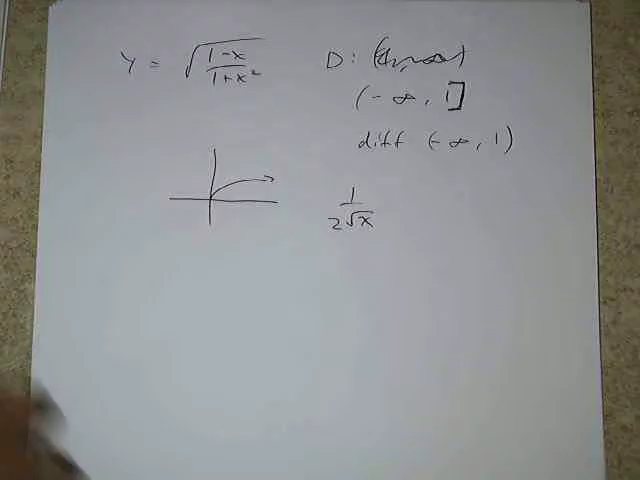 y = √((1-x)/(1+x²))
D:
(-∞, 1]
diff (-∞, 1)
1/(2√x)